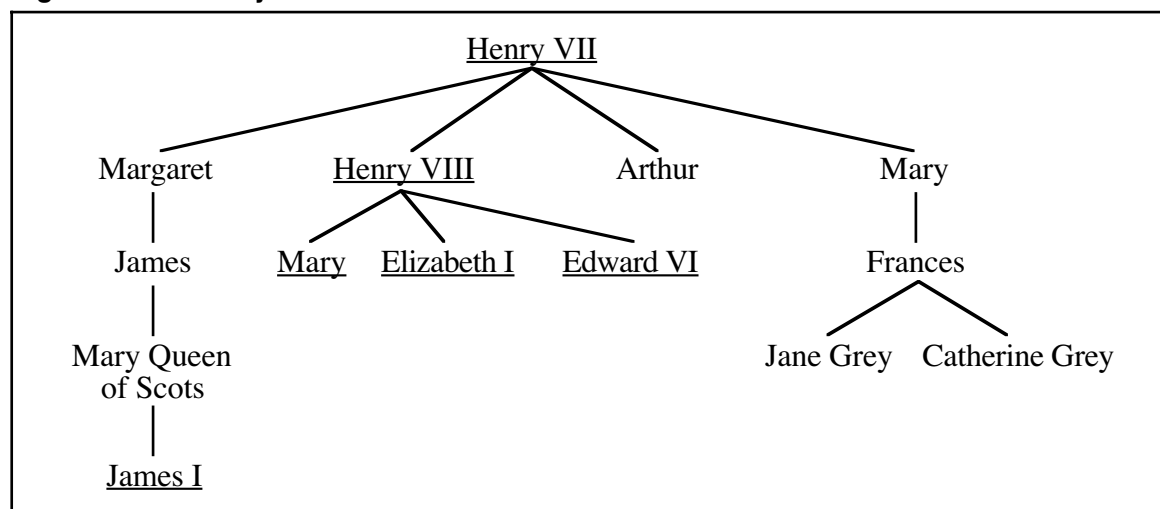 Henry VII
Margaret Henry VIII Arthur Mary
James Mary Elizabeth I Edward VI Frances
Mary Queen Jane Grey Catherine Grey
of Scots
James I